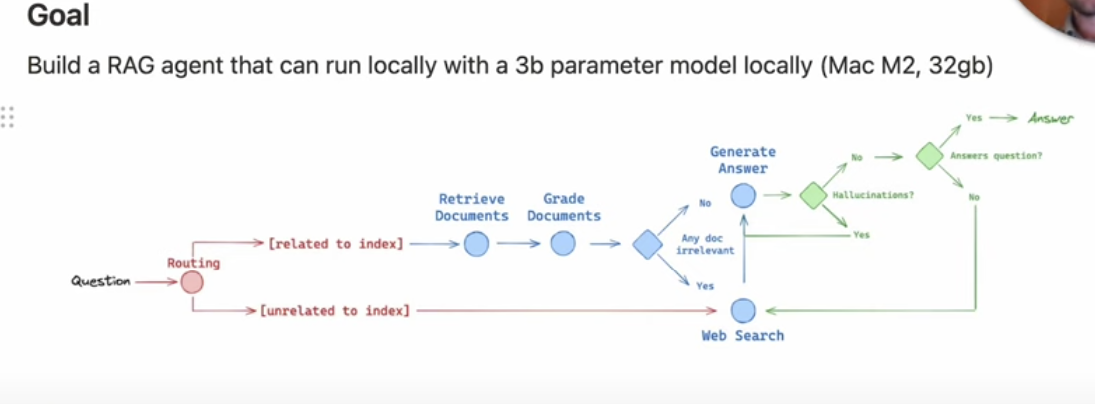 Goal
Build a RAG agent that can run locally with a 3b parameter model locally (Mac M2, 32gb)
Question
Routing
[related to index]
[unrelated to index]
Retrieve
Documents
Grade
Documents
Any doc
irrelevant
No
Yes
Generate
Answer
Web Search
Hallucinations?
No
Yes
Answers question?
Yes
Answer
No